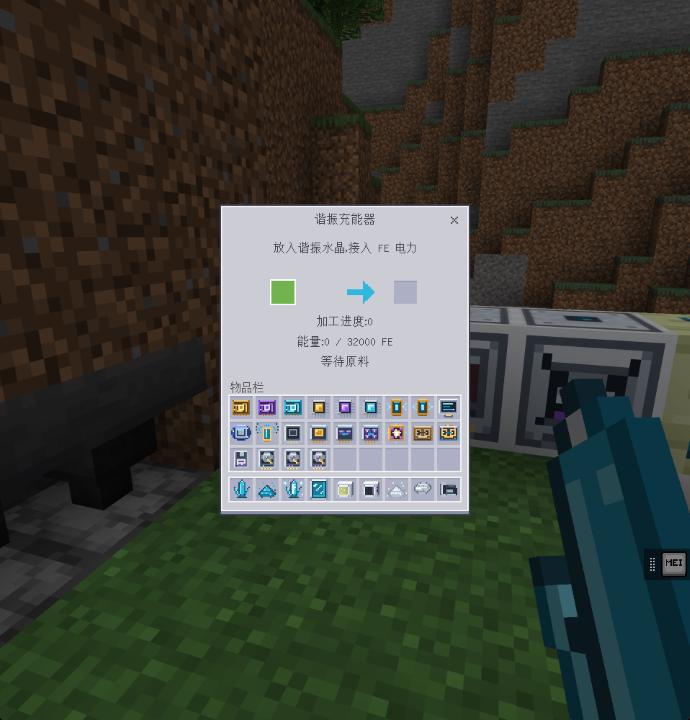 谐振充能器
放入谐振水晶,接入 FE 电力
加工进度:0
能量:0 / 32000 FE
等待原料
物品栏
MEI